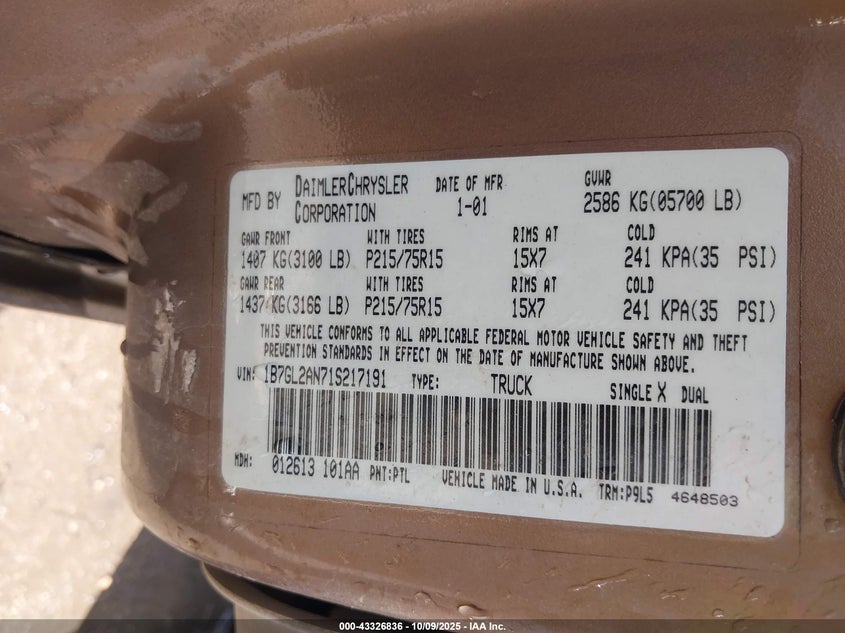 MFD BY DAIMLERCHRYSLER CORPORATION DATE OF MFR 1-01 GVWR 2586 KG(05700 LB)
GAWR FRONT WITH TIRES RIMS AT COLD
1407 KG(3100 LB) P215/75R15 15X7 241 KPA(35 PSI)
GAWR REAR WITH TIRES RIMS AT COLD
1437 KG(3166 LB) P215/75R15 15X7 241 KPA(35 PSI)
THIS VEHICLE CONFORMS TO ALL APPLICABLE FEDERAL MOTOR VEHICLE SAFETY AND THEFT
PREVENTION STANDARDS IN EFFECT ON THE DATE OF MANUFACTURE SHOWN ABOVE.
VIN: 1B7GL2AN71S217191 TYPE: TRUCK SINGLE X DUAL
MDH: 012613 101AA PNT:PTL VEHICLE MADE IN U.S.A. TRM:P9L5 4648503
000-43326836 - 10/09/2025 - IAA Inc.